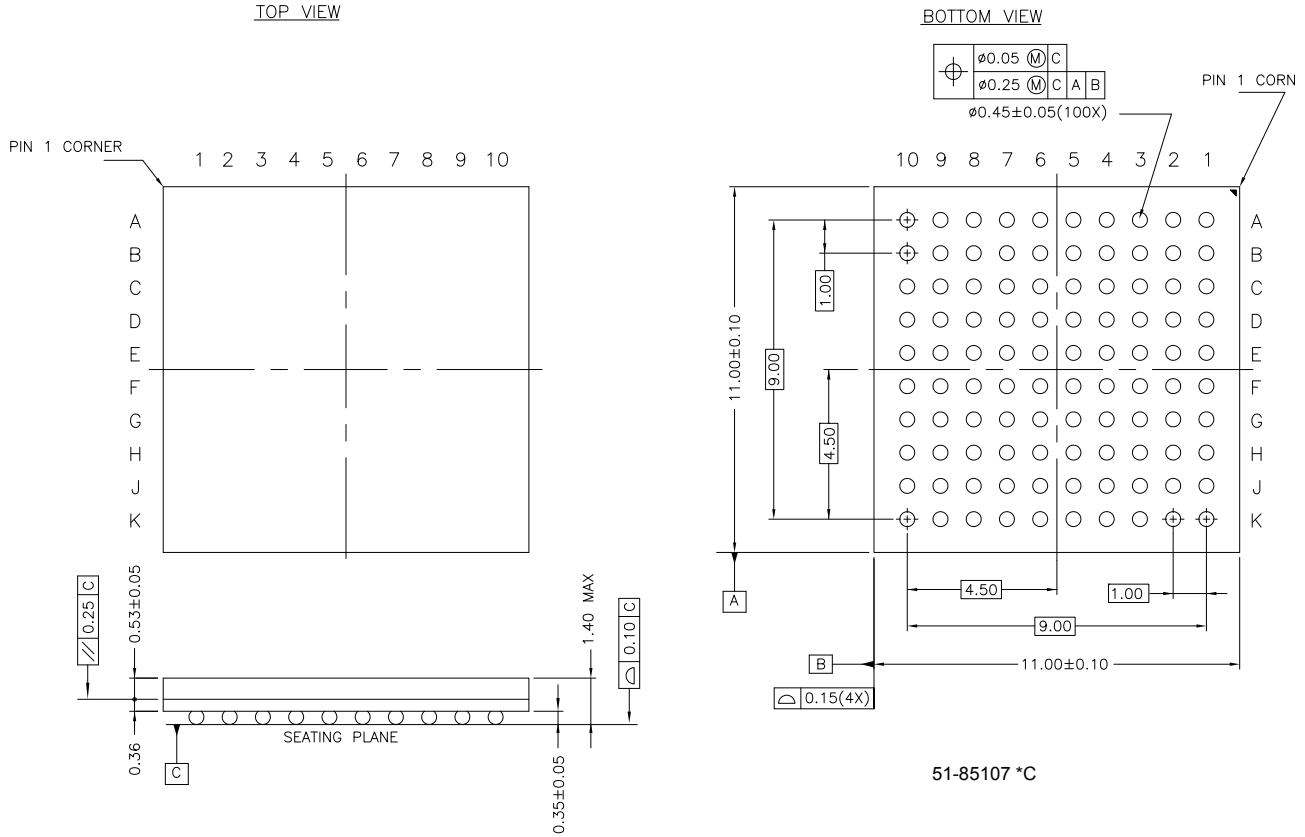 TOP VIEW
BOTTOM VIEW
ø0.05 Ⓜ C
ø0.25 Ⓜ C A B
ø0.45±0.05(100X)
PIN 1 CORN
PIN 1 CORNER
1 2 3 4 5 6 7 8 9 10
10 9 8 7 6 5 4 3 2 1
A
B
C
D
E
F
G
H
J
K
11.00±0.10
9.00
1.00
4.50
A
B
C
D
E
F
G
H
J
K
A
4.50
1.00
9.00
B
11.00±0.10
0.15(4X)
// 0.25 C
0.53±0.05
0.36
C
SEATING PLANE
1.40 MAX
0.35±0.05
0.10 C
51-85107 *C